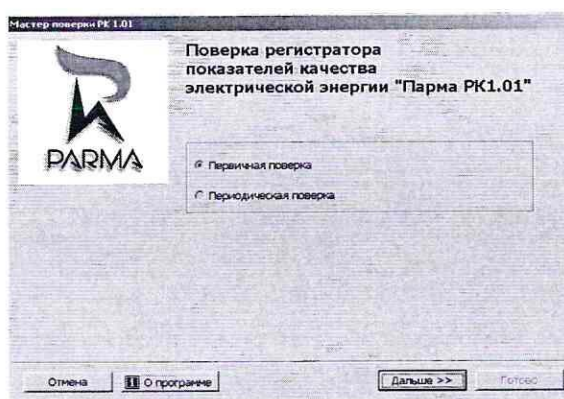 Мастер поверки РК 1.01
Поверка регистратора
показателей качества
электрической энергии "Парма РК1.01"
PARMA
Первичная поверка
Периодическая поверка
Отмена
О программе
Дальше >>
Готово